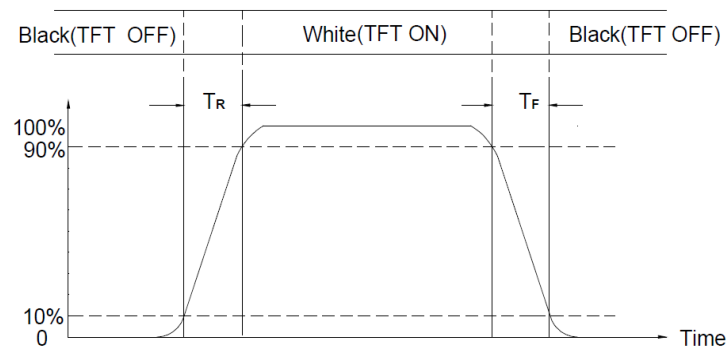 Black(TFT OFF) White(TFT ON) Black(TFT OFF)
TR TF
100%
90%
10%
0
Time